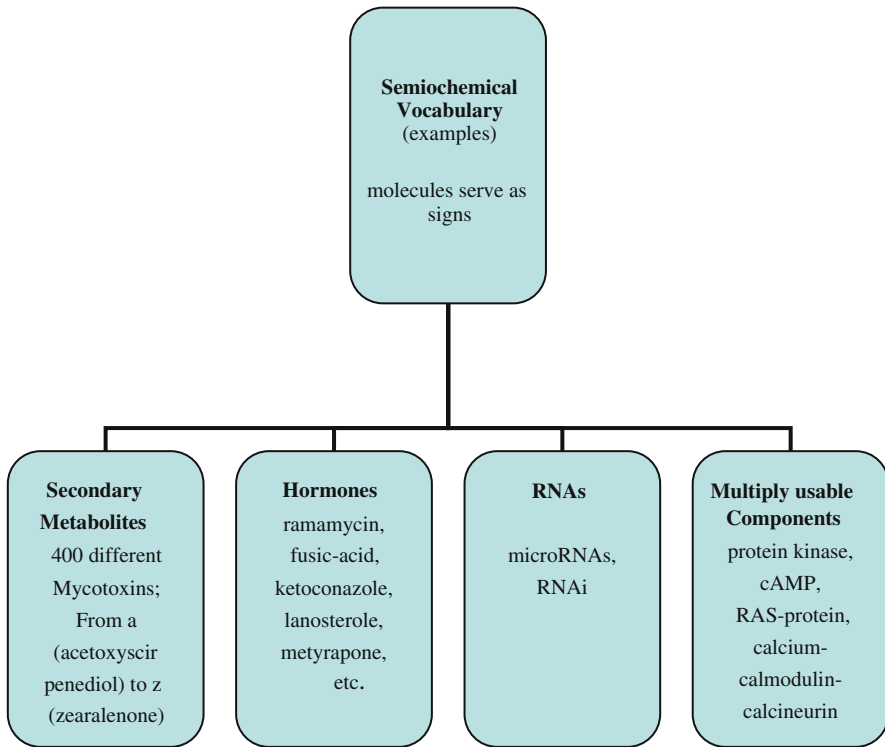 Semiochemical
Vocabulary
(examples)
molecules serve as
signs
Secondary
Metabolites
400 different
Mycotoxins;
From a
(acetoxyscir
penediol) to z
(zearalenone)
Hormones
ramamycin,
fusic-acid,
ketoconazole,
lanosterole,
metyrapone,
etc.
RNAs
microRNAs,
RNAi
Multiply usable
Components
protein kinase,
cAMP,
RAS-protein,
calcium-
calmodulin-
calcineurin